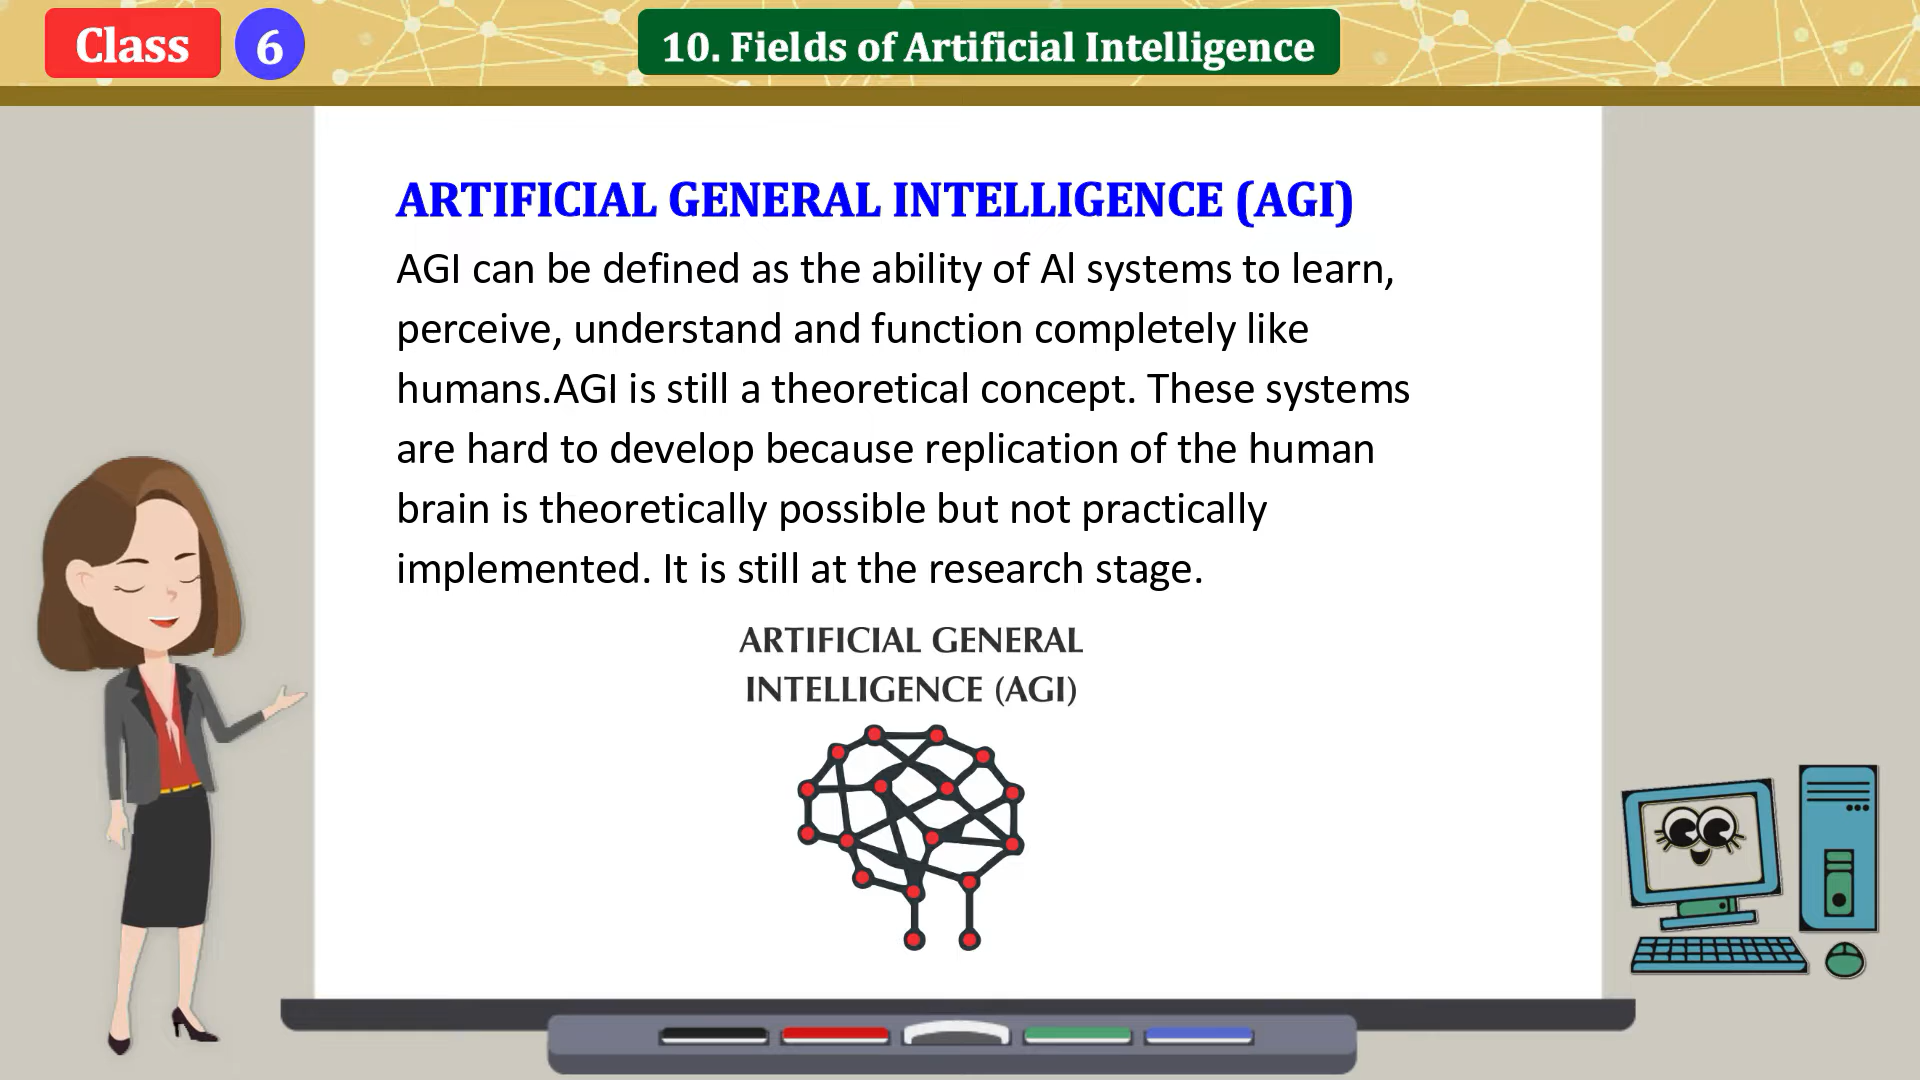 Class 6
10. Fields of Artificial Intelligence
ARTIFICIAL GENERAL INTELLIGENCE (AGI)
AGI can be defined as the ability of Al systems to learn,
perceive, understand and function completely like
humans.AGI is still a theoretical concept. These systems
are hard to develop because replication of the human
brain is theoretically possible but not practically
implemented. It is still at the research stage.
ARTIFICIAL GENERAL
INTELLIGENCE (AGI)